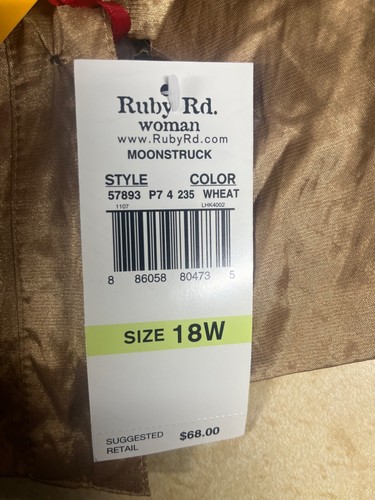 Ruby Rd.
woman
www.RubyRd.com
MOONSTRUCK
STYLE COLOR
57893 P7 4 235 WHEAT
1107 LHK4002
8 86058 80473 5
SIZE 18W
SUGGESTED
RETAIL $68.00